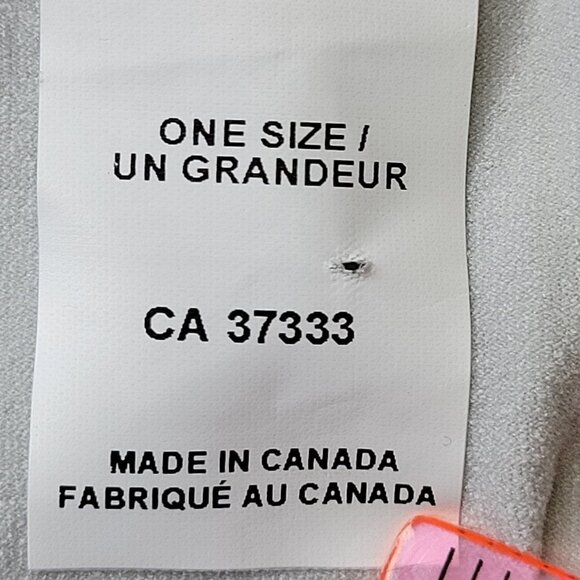 ONE SIZE /
UN GRANDEUR
CA 37333
MADE IN CANADA
FABRIQUÉ AU CANADA